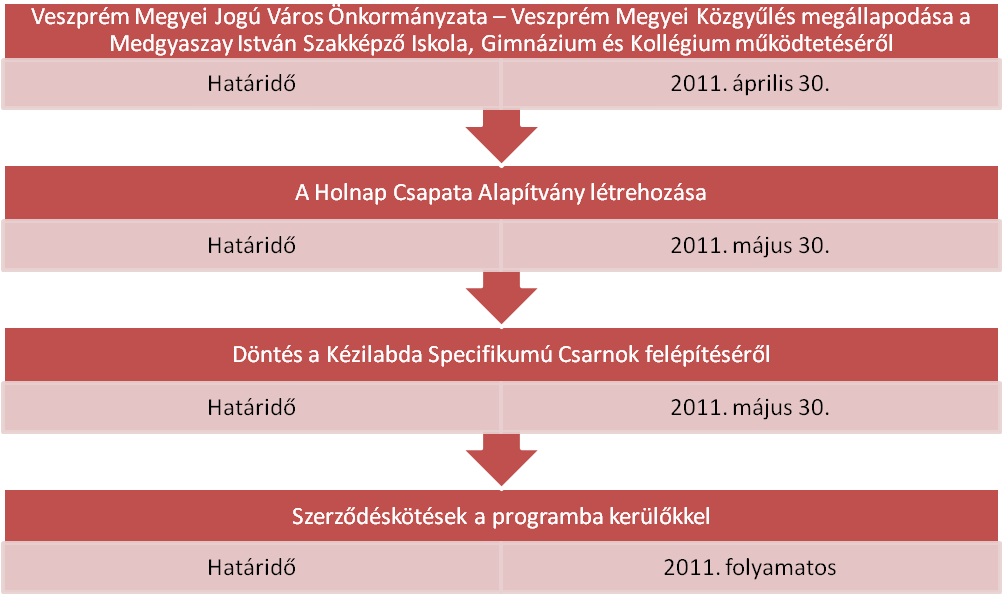 Veszprém Megyei Jogú Város Önkormányzata – Veszprém Megyei Közgyűlés megállapodása a
Medgyaszay István Szakképző Iskola, Gimnázium és Kollégium működtetéséről
Határidő 2011. április 30.
A Holnap Csapata Alapítvány létrehozása
Határidő 2011. május 30.
Döntés a Kézilabda Specifikumú Csarnok felépítéséről
Határidő 2011. május 30.
Szerződéskötések a programba kerülőkkel
Határidő 2011. folyamatos